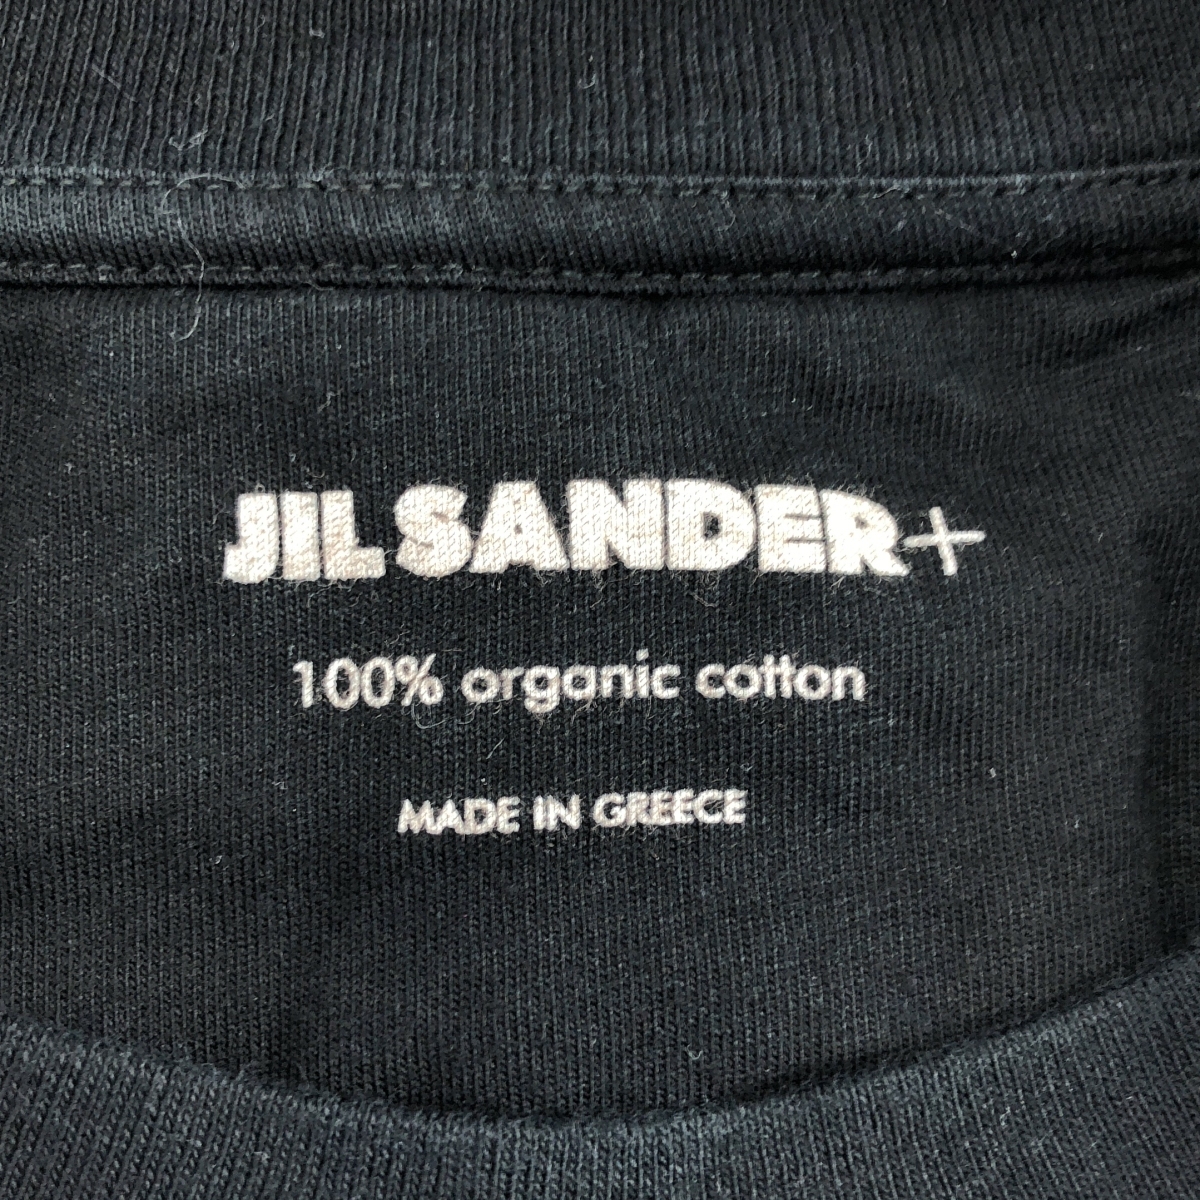 JIL SANDER+
100% organic cotton
MADE IN GREECE